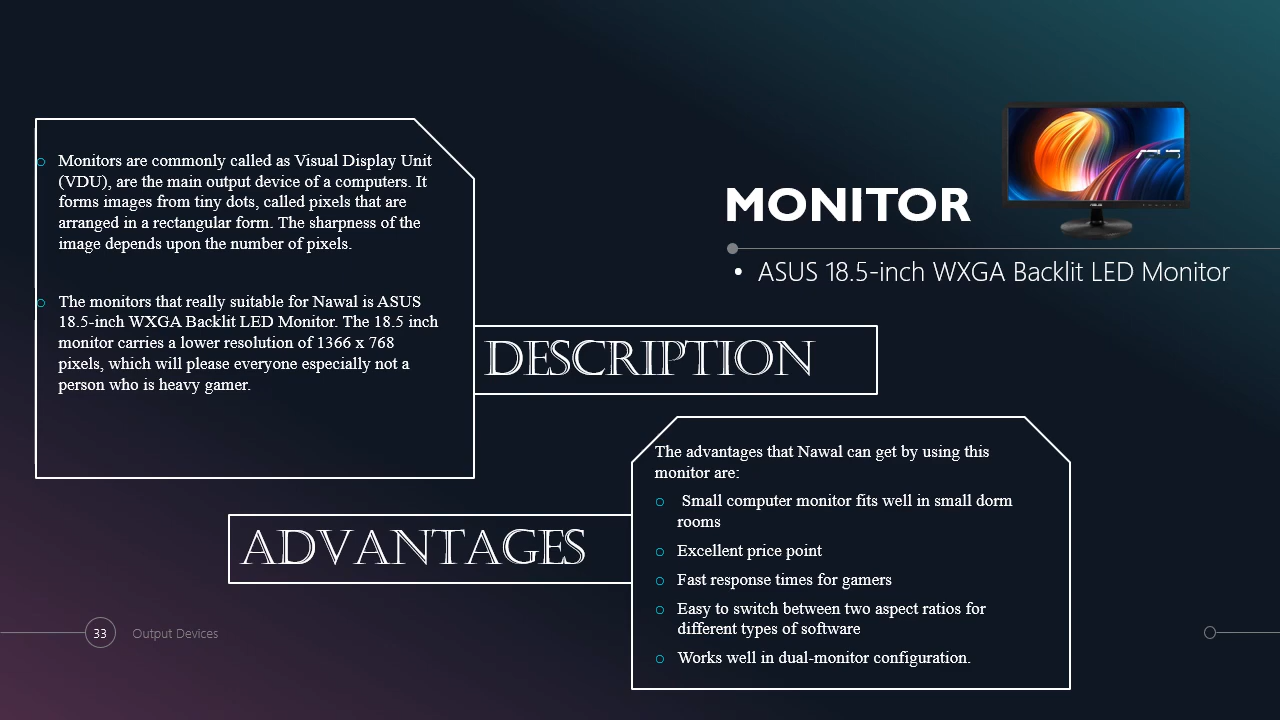 Monitors are commonly called as Visual Display Unit
(VDU), are the main output device of a computers. It
forms images from tiny dots, called pixels that are
arranged in a rectangular form. The sharpness of the
image depends upon the number of pixels.
The monitors that really suitable for Nawal is ASUS
18.5-inch WXGA Backlit LED Monitor. The 18.5 inch
monitor carries a lower resolution of 1366 x 768
pixels, which will please everyone especially not a
person who is heavy gamer.
MONITOR
ASUS
ASUS
• ASUS 18.5-inch WXGA Backlit LED Monitor
DESCRIPTION
ADVANTAGES
The advantages that Nawal can get by using this
monitor are:
Small computer monitor fits well in small dorm
rooms
Excellent price point
Fast response times for gamers
Easy to switch between two aspect ratios for
different types of software
Works well in dual-monitor configuration.
33
Output Devices